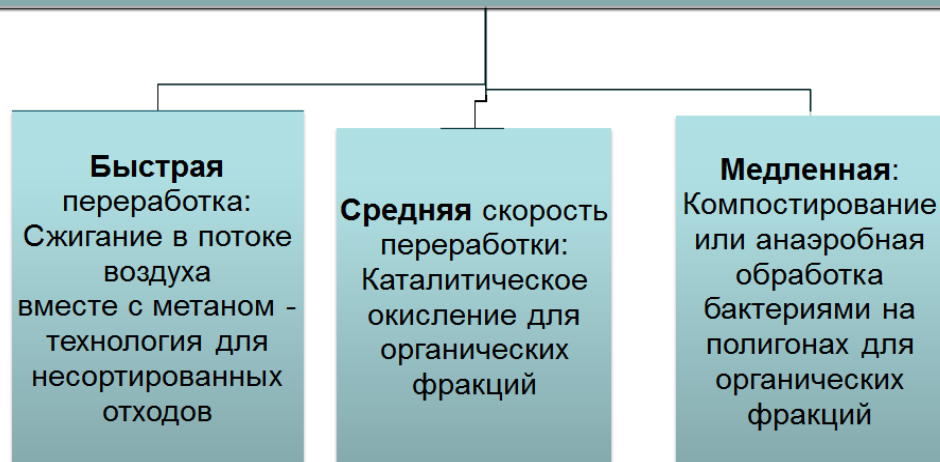 Быстрая
переработка:
Сжигание в потоке
воздуха
вместе с метаном -
технология для
несортированных
отходов
Средняя скорость
переработки:
Каталитическое
окисление для
органических
фракций
Медленная:
Компостирование
или анаэробная
обработка
бактериями на
полигонах для
органических
фракций